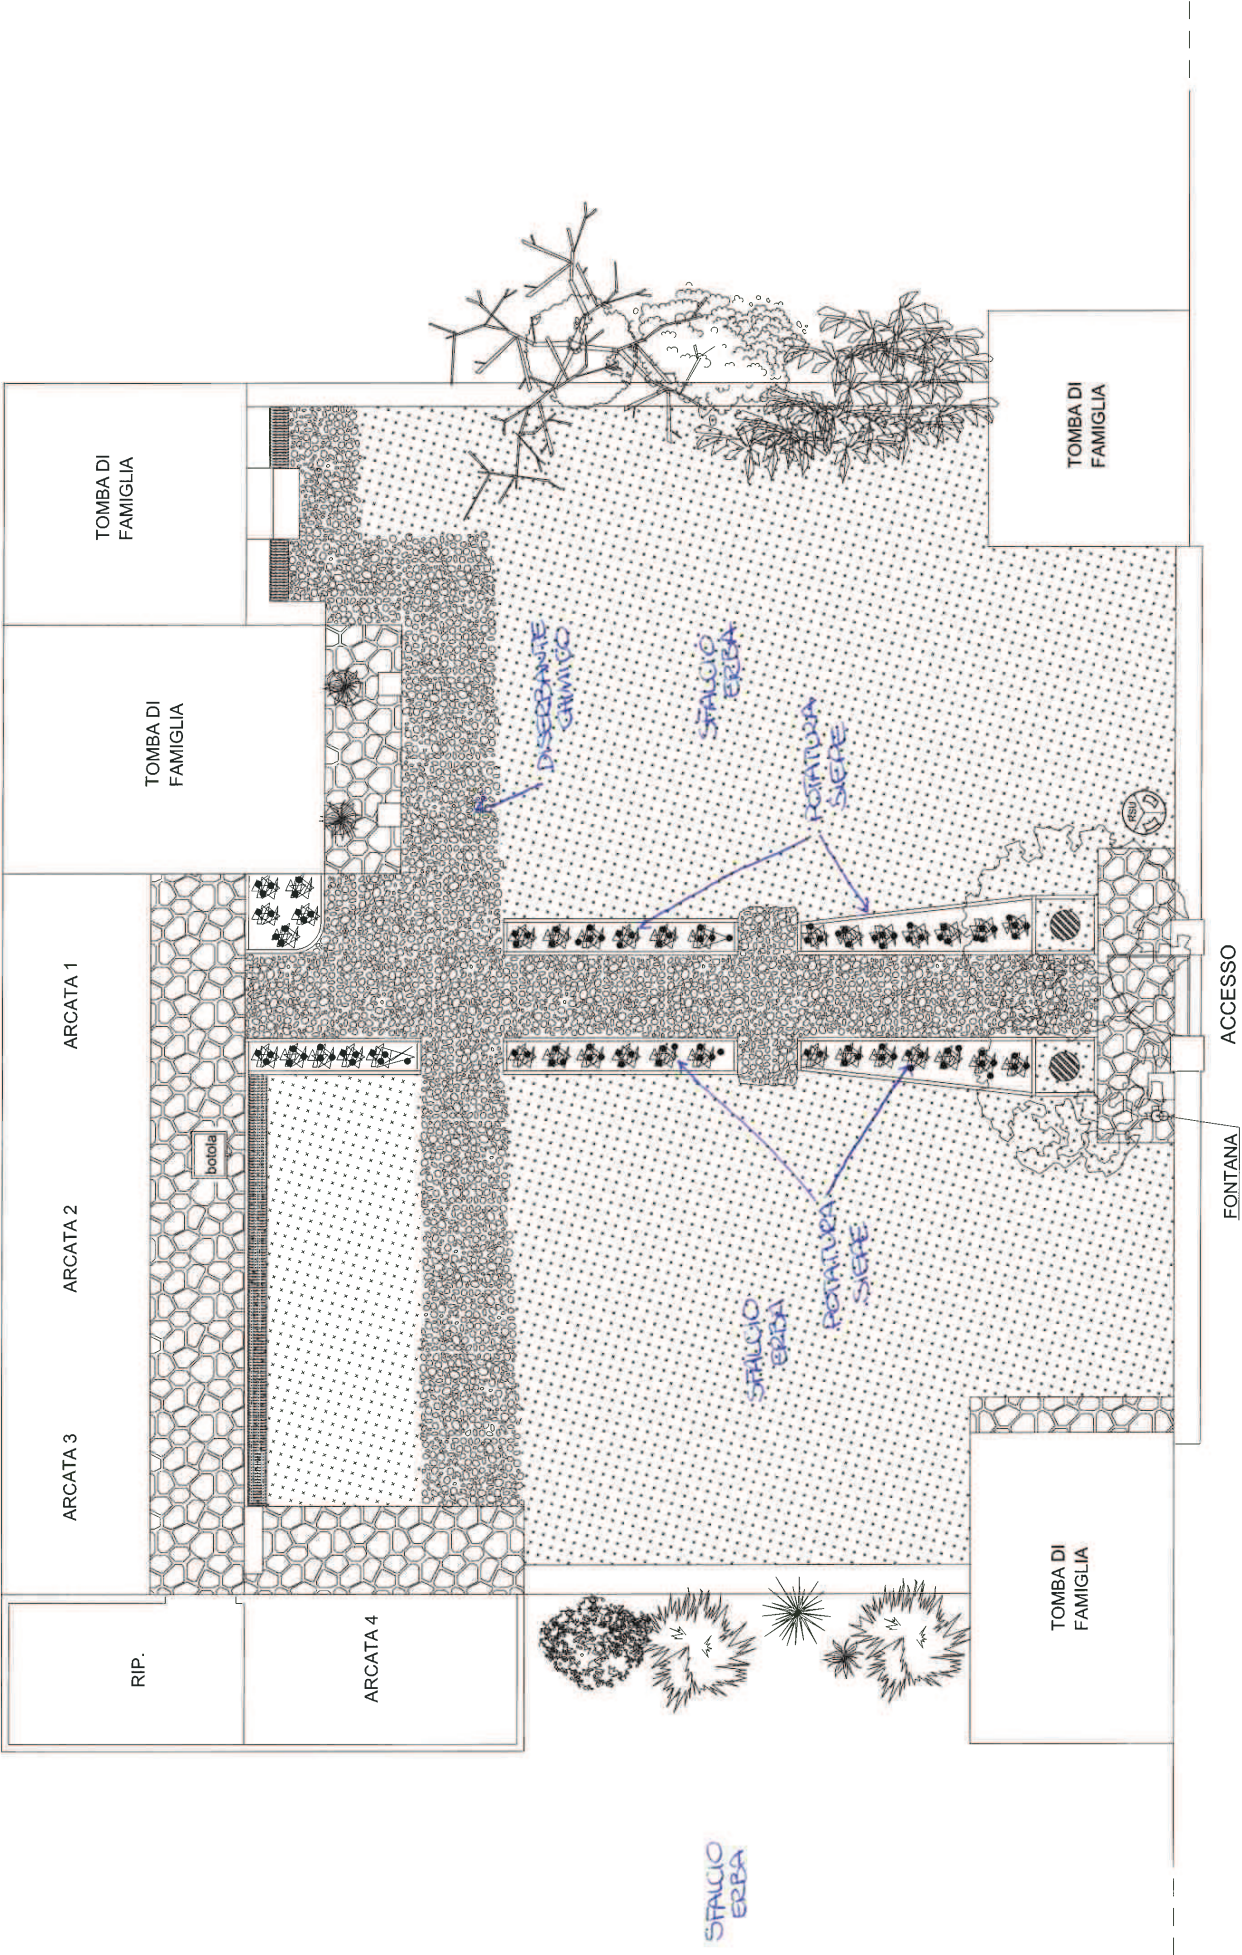 TOMBA DI
FAMIGLIA
TOMBA DI
FAMIGLIA
TOMBA DI
FAMIGLIA
TOMBA DI
FAMIGLIA
ARCATA 1
ARCATA 2
ARCATA 3
RIP.
ARCATA 4
botola
DISERBANTE
CHIMICO
SFALCIO
ERBA
POTATURA
SIEPE
RSU
ACCESSO
FONTANA
SFALCIO
ERBA
POTATURA
SIEPE
SFALCIO
ERBA